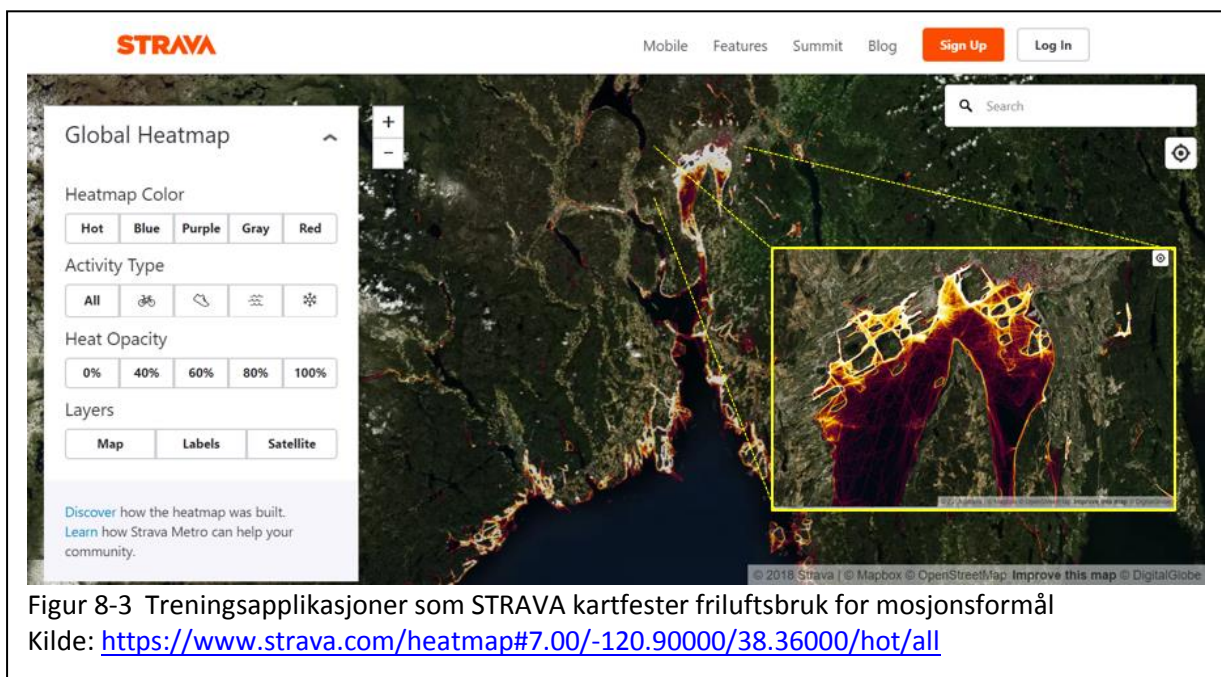 STRAVA
Mobile Features Summit Blog Sign Up Log In
Search
Global Heatmap
+
−
Heatmap Color
Hot Blue Purple Gray Red
Activity Type
All
Heat Opacity
0% 40% 60% 80% 100%
Layers
Map Labels Satellite
Discover how the heatmap was built.
Learn how Strava Metro can help your
community.
© 2018 Strava | © Mapbox © OpenStreetMap Improve this map © DigitalGlobe
Figur 8-3 Treningsapplikasjoner som STRAVA kartfester friluftsbruk for mosjonsformål
Kilde: https://www.strava.com/heatmap#7.00/-120.90000/38.36000/hot/all